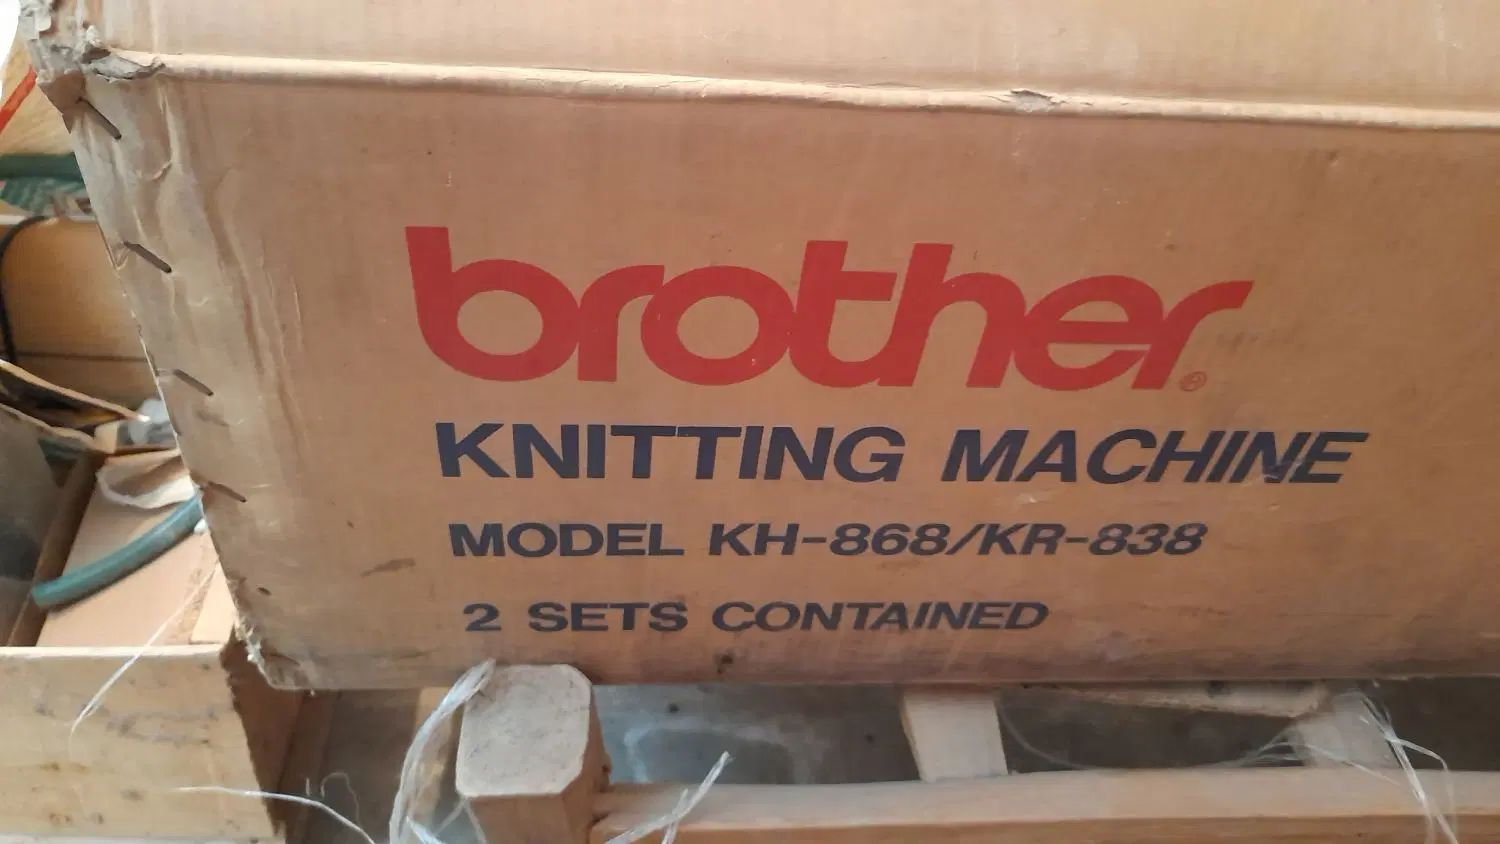 brother®
KNITTING MACHINE
MODEL KH-868/KR-838
2 SETS CONTAINED